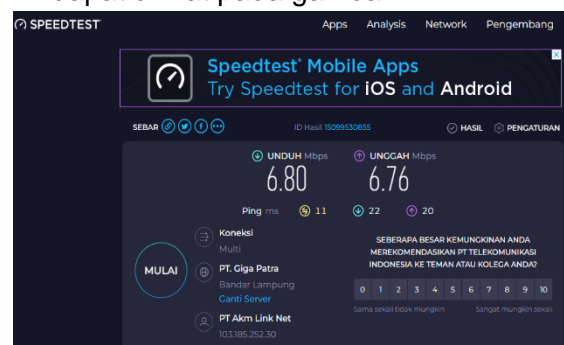 SPEEDTEST
Apps Analysis Network Pengembang
Speedtest® Mobile Apps
Try Speedtest for iOS and Android
SEBAR
ID Hasil 15099530855
HASIL
PENGATURAN
UNDUH Mbps
6.80
UNGGAH Mbps
6.76
Ping ms 11 22 20
Koneksi
Multi
PT. Giga Patra
Bandar Lampung
Ganti Server
PT Akm Link Net
103.185.252.30
MULAI
SEBERAPA BESAR KEMUNGKINAN ANDA
MEREKOMENDASIKAN PT TELEKOMUNIKASI
INDONESIA KE TEMAN ATAU KOLEGA ANDA?
0 1 2 3 4 5 6 7 8 9 10
Sama sekali tidak mungkin
Sangat mungkin sekali